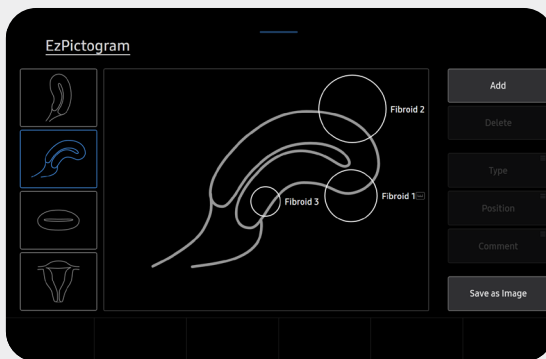 EzPictogram
Add
Fibroid 2
Delete
Type
Fibroid 1
Fibroid 3
Position
Comment
Save as Image